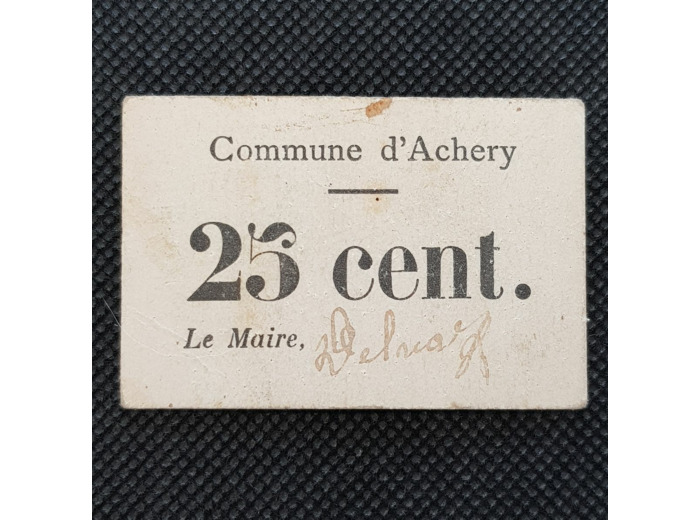 Commune d'Achery
25 cent.
Le Maire,